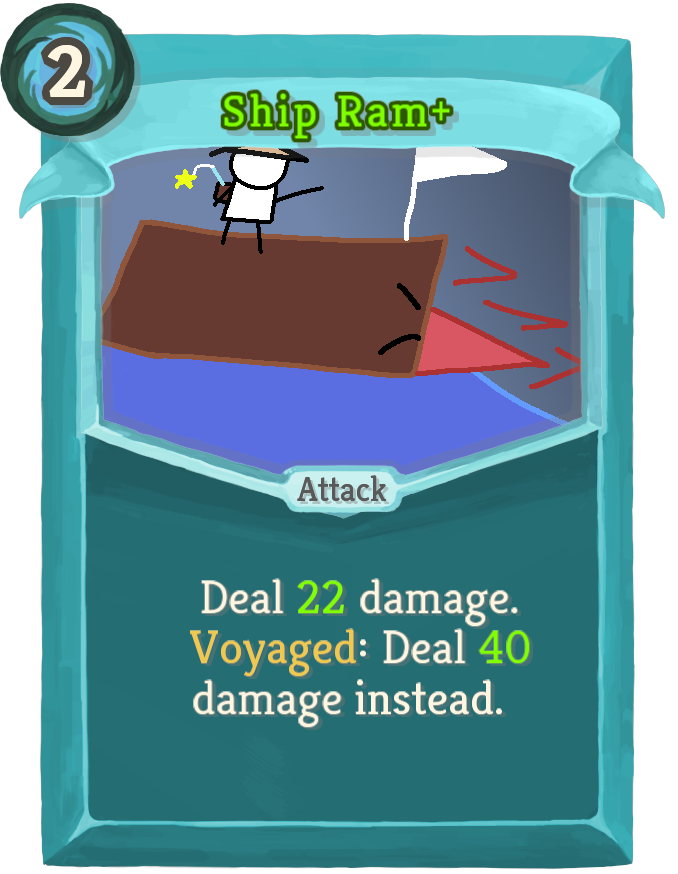 2
Ship Ram+
Attack
Deal 22 damage.
Voyaged: Deal 40
damage instead.